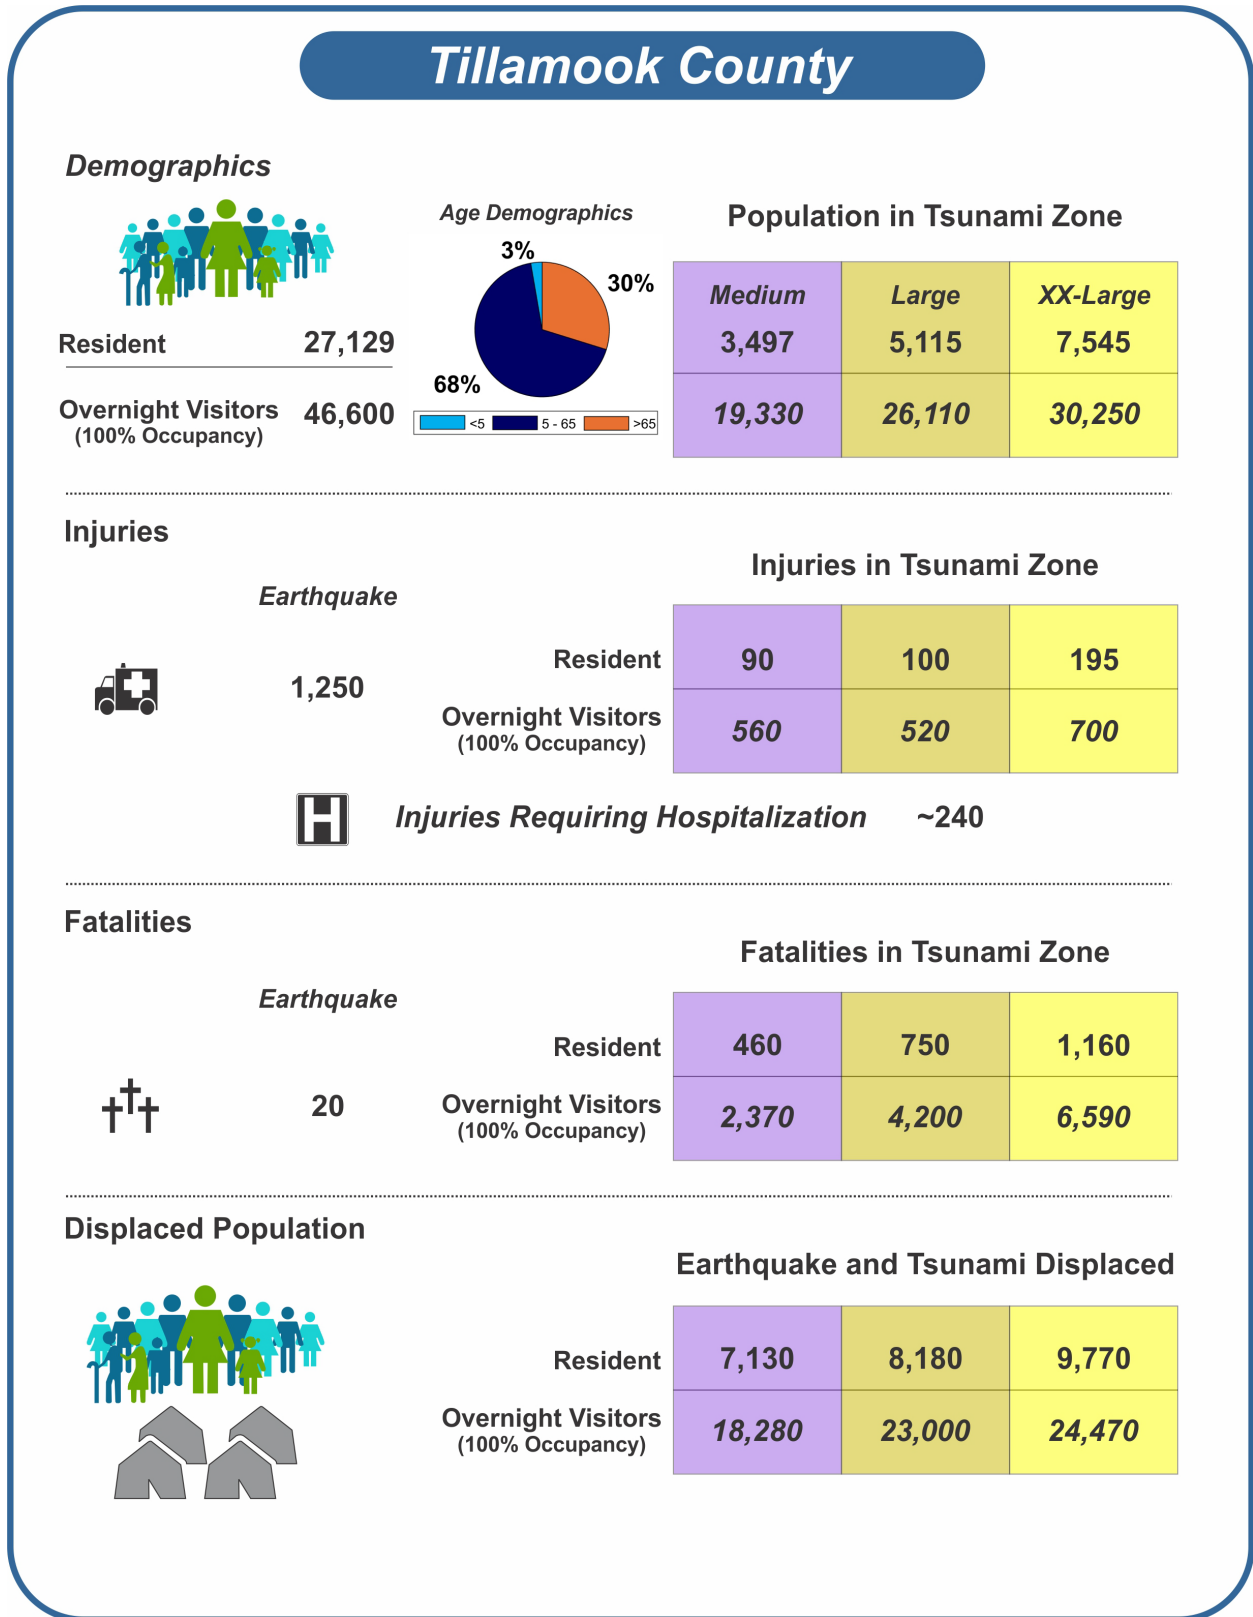 Tillamook County
Demographics
Resident 27,129
Overnight Visitors 46,600
(100% Occupancy)
Age Demographics
3%
30%
68%
<5 5 - 65 >65
Population in Tsunami Zone
Medium Large XX-Large
3,497 5,115 7,545
19,330 26,110 30,250
Injuries
Earthquake
1,250
Injuries in Tsunami Zone
Resident 90 100 195
Overnight Visitors 560 520 700
(100% Occupancy)
H Injuries Requiring Hospitalization ~240
Fatalities
Earthquake
20
Fatalities in Tsunami Zone
Resident 460 750 1,160
Overnight Visitors 2,370 4,200 6,590
(100% Occupancy)
Displaced Population
Earthquake and Tsunami Displaced
Resident 7,130 8,180 9,770
Overnight Visitors 18,280 23,000 24,470
(100% Occupancy)